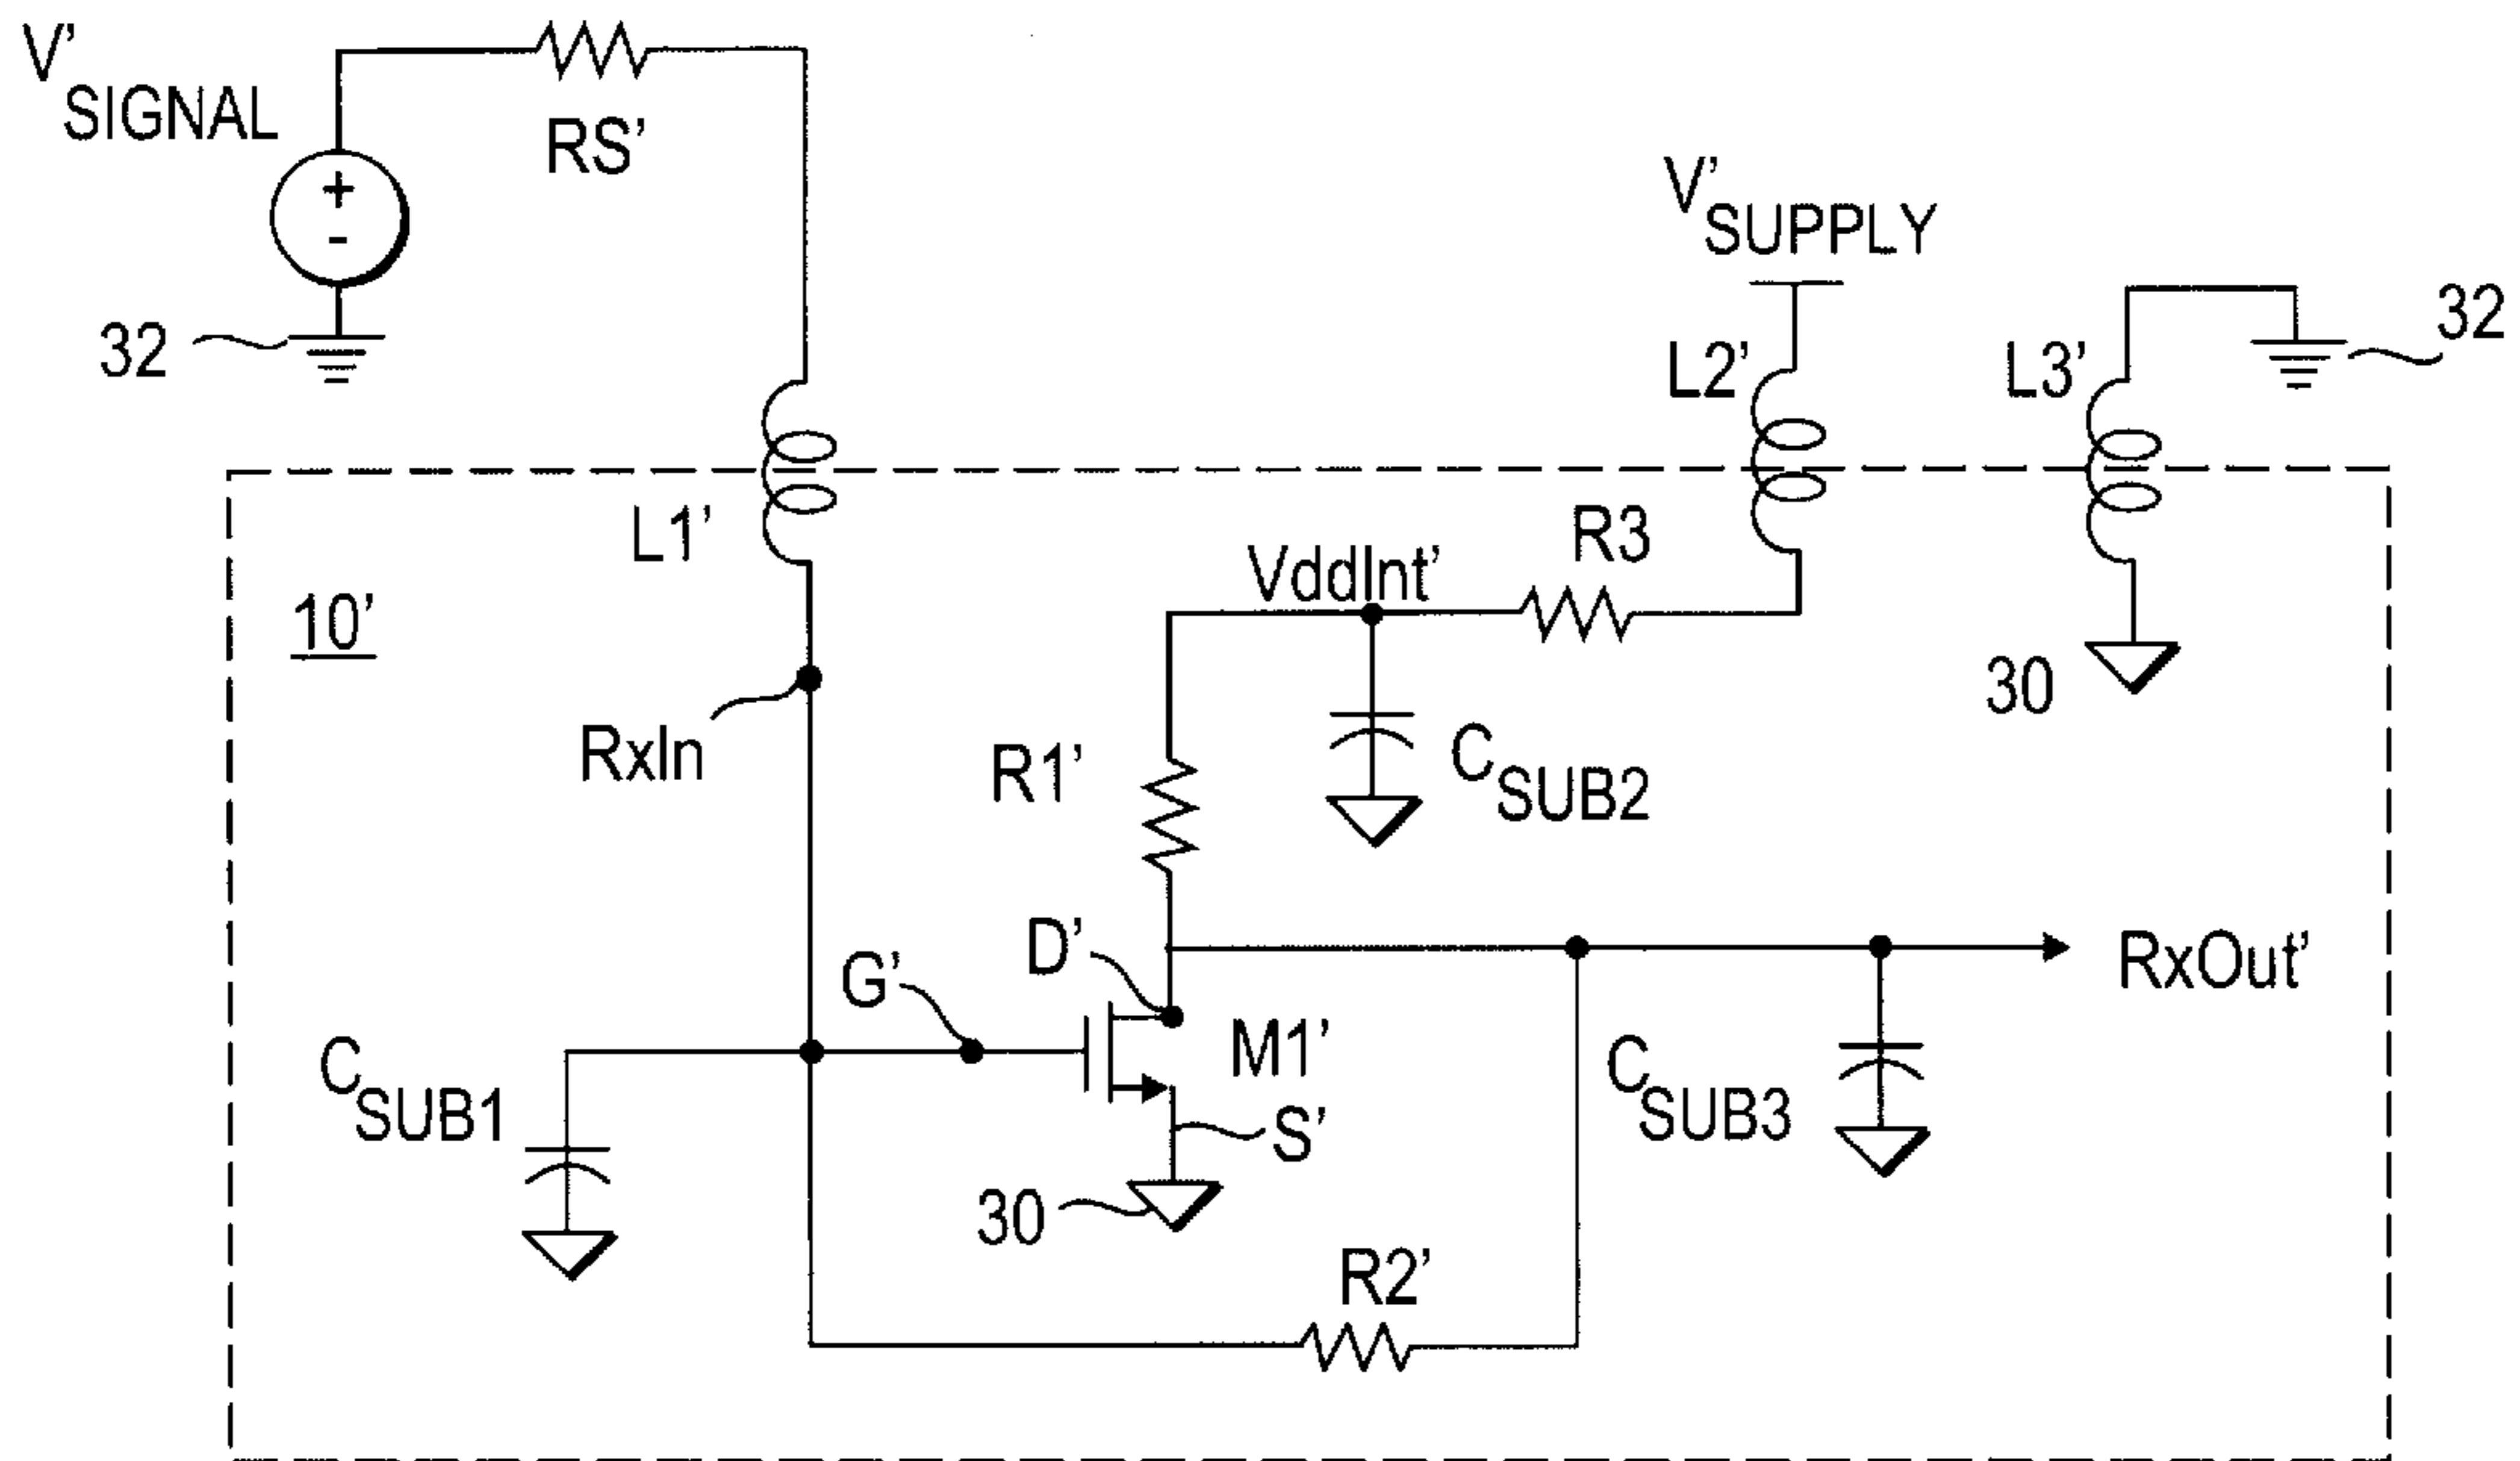 V'SIGNAL
RS'
V'SUPPLY
32
L2'
L3'
32
L1'
R3
VddInt'
10'
30
RxIn
R1'
CSUB2
D'
G'
RxOut'
M1'
CSUB1
CSUB3
S'
30
R2'